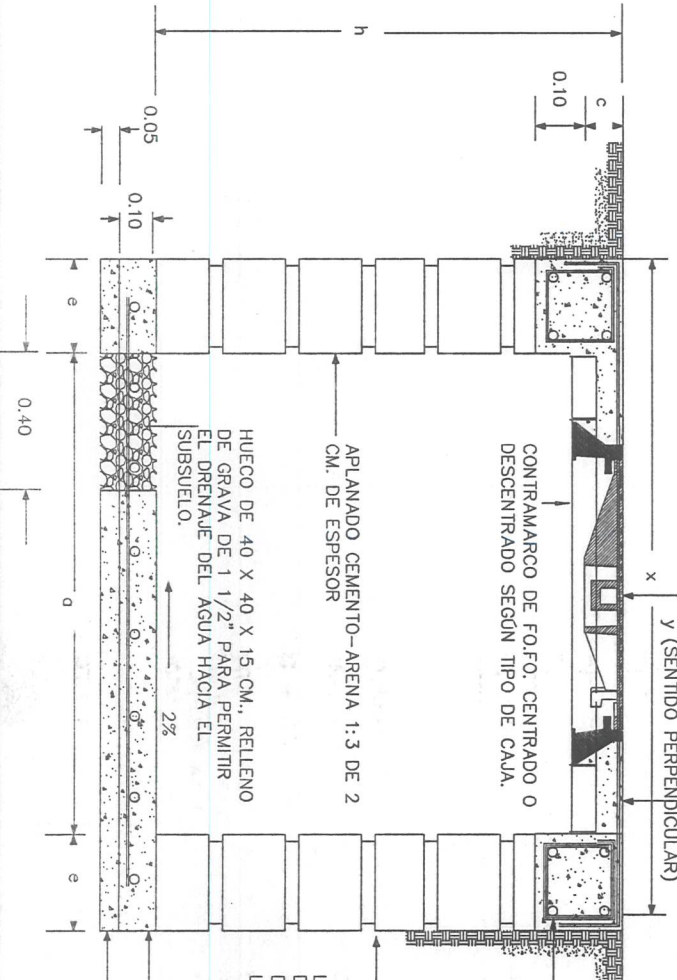 y (SENTIDO PERPENDICULAR)
x
c
0.10
h
CONTRAMARCO DE FO.FO. CENTRADO O
DESCENTRADO SEGÚN TIPO DE CAJA.
APLANADO CEMENTO-ARENA 1:3 DE 2
CM. DE ESPESOR
HUECO DE 40 X 40 X 15 CM., RELLENO
DE GRAVA DE 1 1/2" PARA PERMITIR
EL DRENAJE DEL AGUA HACIA EL
SUBSUELO.
2%
0.05
0.10
e
a
e
0.40